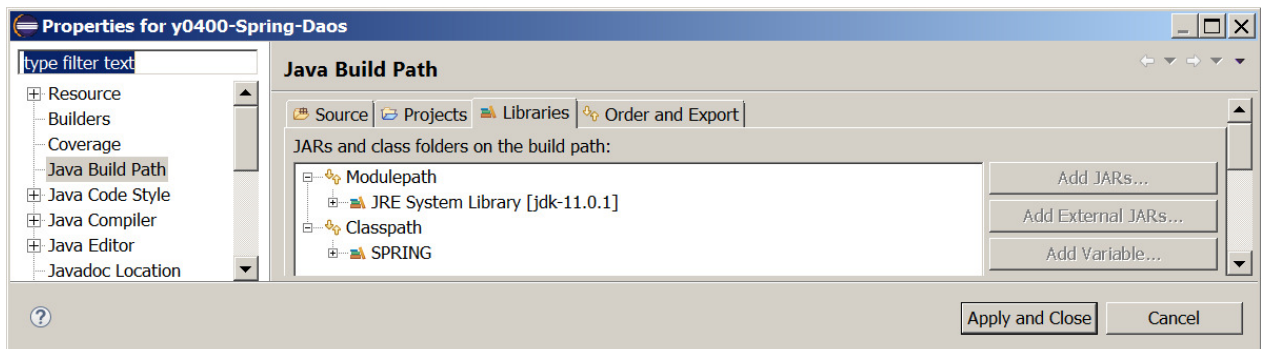 Properties for y0400-Spring-Daos
type filter text
Resource
Builders
Coverage
Java Build Path
Java Code Style
Java Compiler
Java Editor
Javadoc Location
Java Build Path
Source Projects Libraries Order and Export
JARs and class folders on the build path:
Modulepath
JRE System Library [jdk-11.0.1]
Classpath
SPRING
Add JARs...
Add External JARs...
Add Variable...
?
Apply and Close Cancel